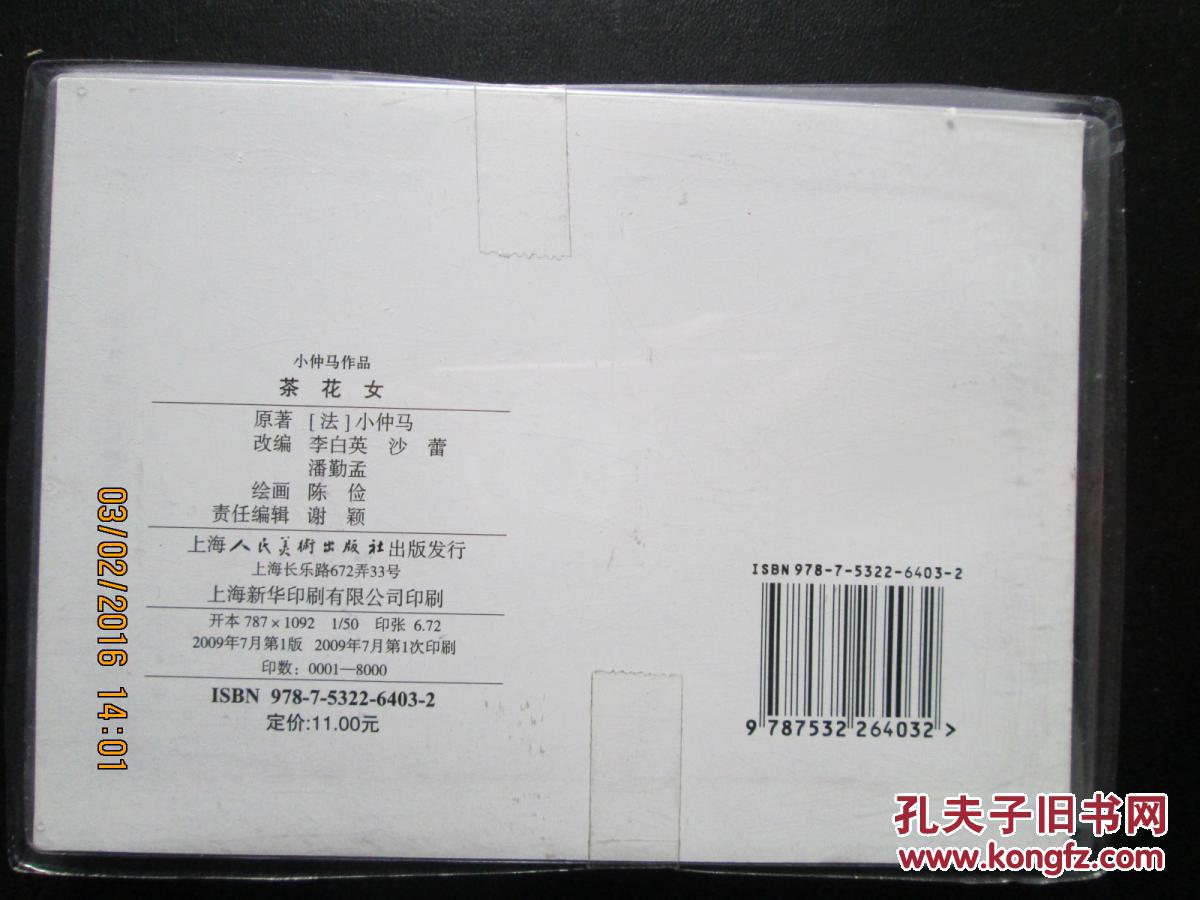 小仲马作品
茶 花 女
原著 [法]小仲马
改编 李白英 沙 蕾
潘勤孟
绘画 陈 俭
责任编辑 谢 颖
上海人民美術出版社出版发行
上海长乐路672弄33号
上海新华印刷有限公司印刷
开本 787×1092 1/50 印张 6.72
2009年7月第1版 2009年7月第1次印刷
印数：0001—8000
ISBN 978-7-5322-6403-2
定价:11.00元
ISBN 978-7-5322-6403-2
9 787532 264032 >
03/02/2016 14:01
孔夫子旧书网
www.kongfz.com